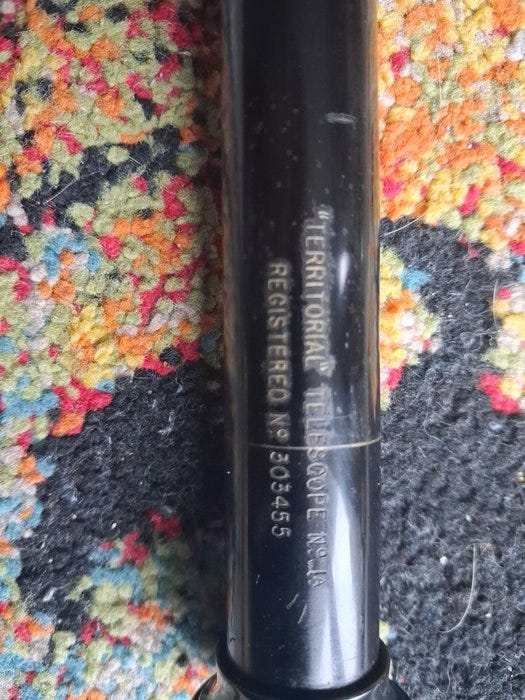 "TERRITORIAL" TELESCOPE Nº 1A
REGISTERED Nº 303455